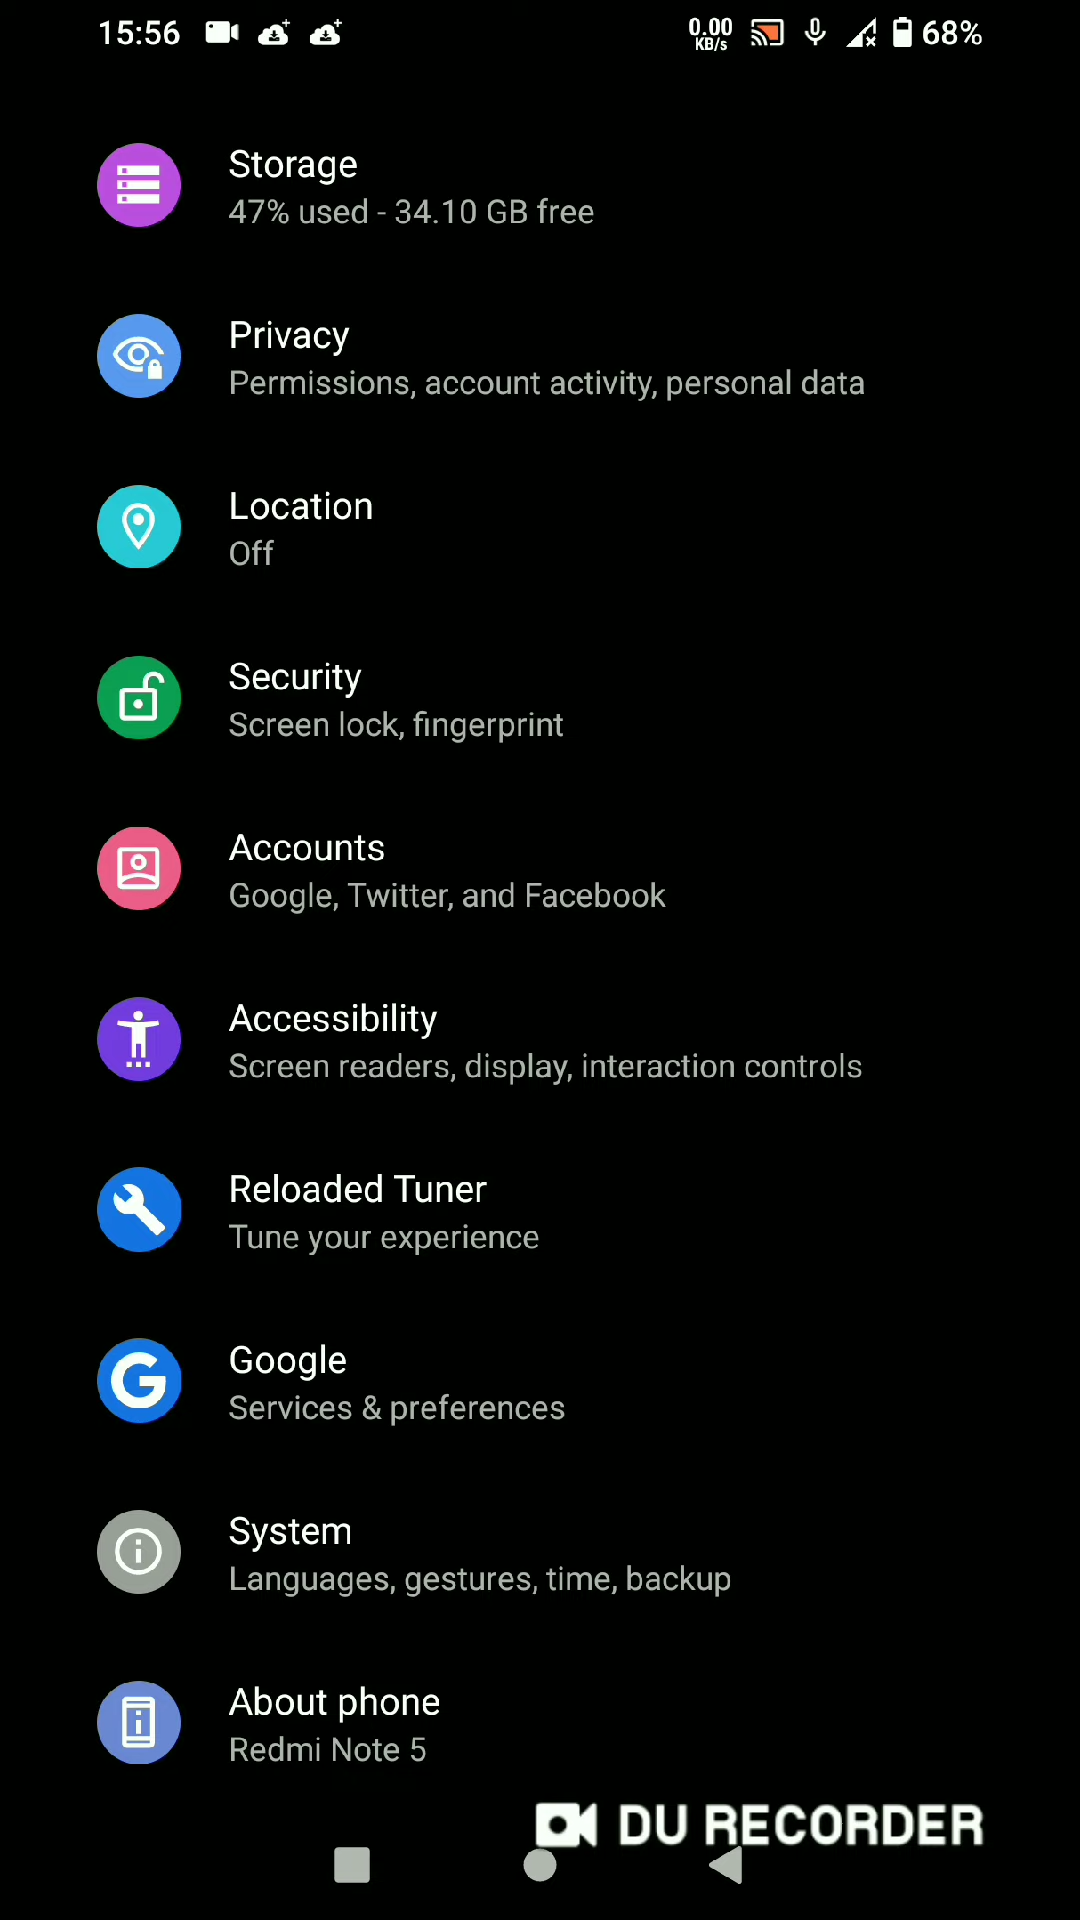 15:56
0.00
KB/s
68%
Storage
47% used - 34.10 GB free
Privacy
Permissions, account activity, personal data
Location
Off
Security
Screen lock, fingerprint
Accounts
Google, Twitter, and Facebook
Accessibility
Screen readers, display, interaction controls
Reloaded Tuner
Tune your experience
Google
Services & preferences
System
Languages, gestures, time, backup
About phone
Redmi Note 5
DU RECORDER